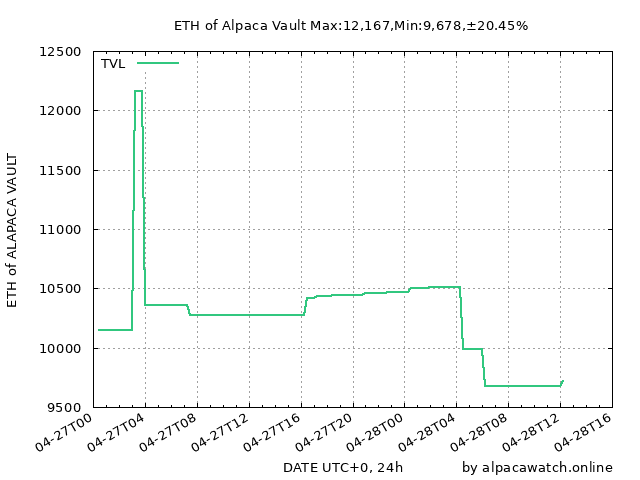 ETH of Alpaca Vault Max:12,167,Min:9,678,±20.45%
TVL
12500
12000
11500
11000
10500
10000
9500
ETH of ALAPACA VAULT
04-27T00
04-27T04
04-27T08
04-27T12
04-27T16
04-27T20
04-28T00
04-28T04
04-28T08
04-28T12
04-28T16
DATE UTC+0, 24h
by alpacawatch.online